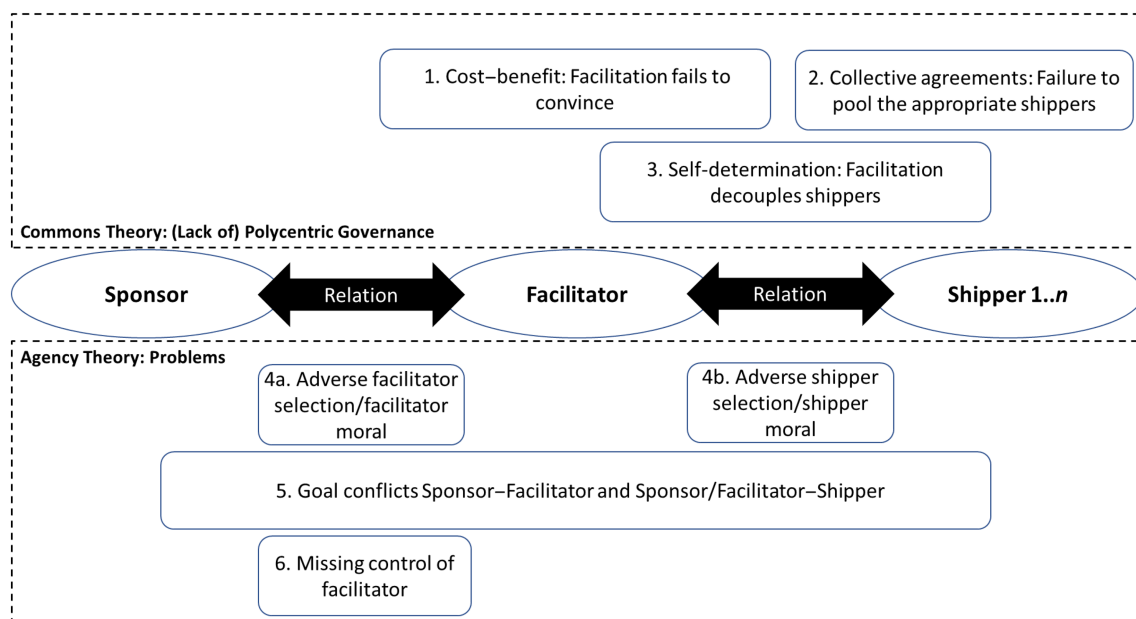 1. Cost–benefit: Facilitation fails to
convince
2. Collective agreements: Failure to
pool the appropriate shippers
3. Self-determination: Facilitation
decouples shippers
Commons Theory: (Lack of) Polycentric Governance
Sponsor
Relation
Facilitator
Relation
Shipper 1..n
Agency Theory: Problems
4a. Adverse facilitator
selection/facilitator
moral
4b. Adverse shipper
selection/shipper
moral
5. Goal conflicts Sponsor–Facilitator and Sponsor/Facilitator–Shipper
6. Missing control of
facilitator